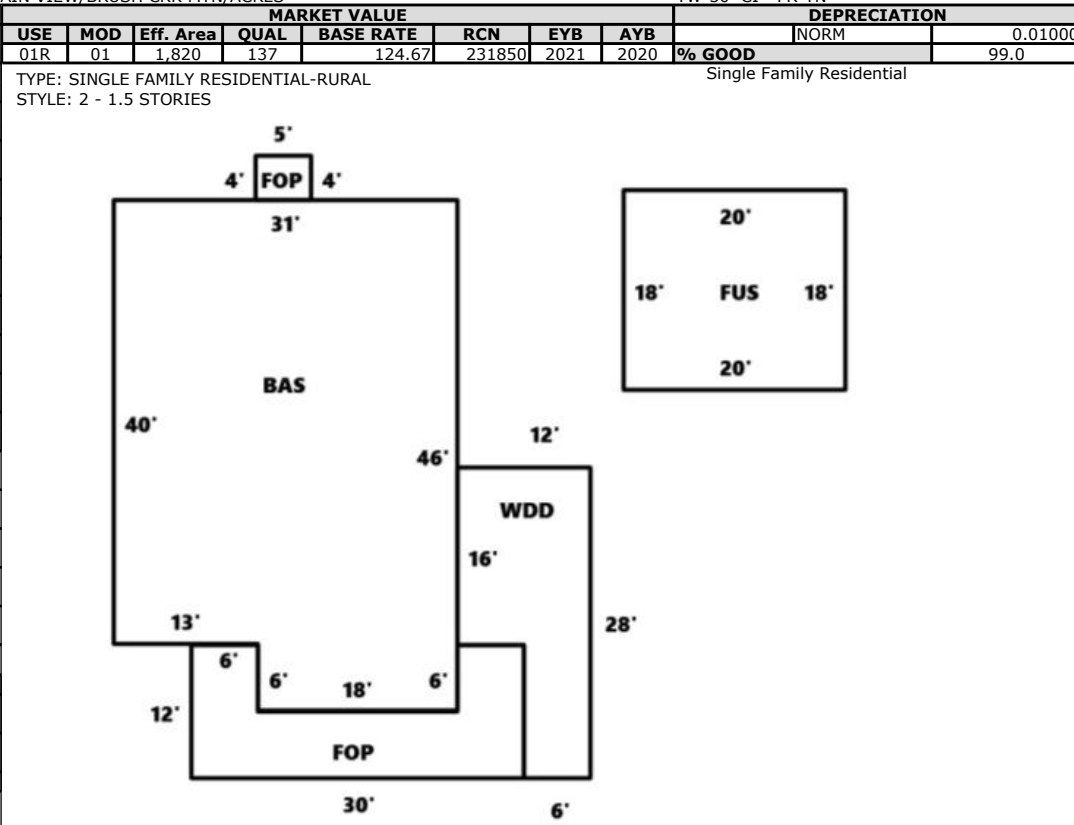 MARKET VALUE DEPRECIATION
USE MOD Eff. Area QUAL BASE RATE RCN EYB AYB NORM 0.01000
01R 01 1,820 137 124.67 231850 2021 2020 % GOOD 99.0
TYPE: SINGLE FAMILY RESIDENTIAL-RURAL Single Family Residential
STYLE: 2 - 1.5 STORIES
5'
4' FOP 4'
31'
20'
18' FUS 18'
20'
BAS
40'
12'
46'
WDD
16'
13'
28'
6'
6' 18' 6'
12'
FOP
30' 6'